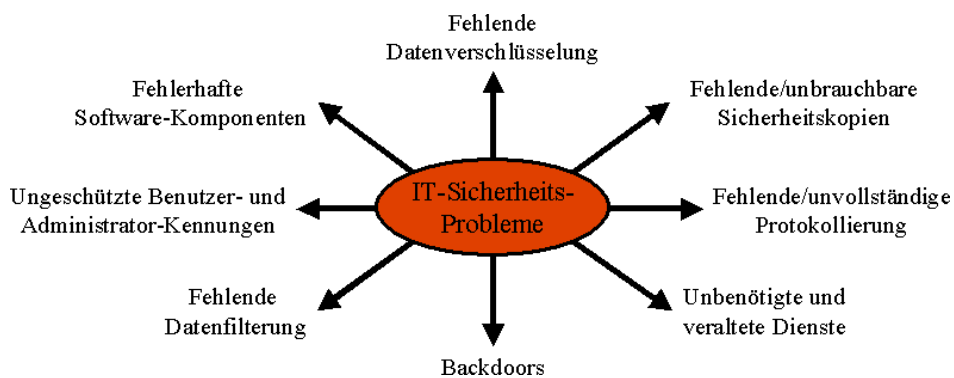 Fehlende
Datenverschlüsselung
Fehlerhafte
Software-Komponenten
Fehlende/unbrauchbare
Sicherheitskopien
Ungeschützte Benutzer- und
Administrator-Kennungen
IT-Sicherheits-
Probleme
Fehlende/unvollständige
Protokollierung
Fehlende
Datenfilterung
Unbenötigte und
veraltete Dienste
Backdoors